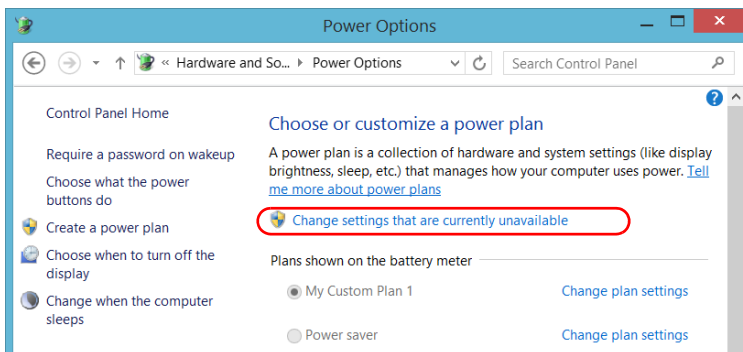 Power Options
« Hardware and So... Power Options
Search Control Panel
Control Panel Home
Require a password on wakeup
Choose what the power
buttons do
Create a power plan
Choose when to turn off the
display
Change when the computer
sleeps
Choose or customize a power plan
A power plan is a collection of hardware and system settings (like display
brightness, sleep, etc.) that manages how your computer uses power. Tell
me more about power plans
Change settings that are currently unavailable
Plans shown on the battery meter
My Custom Plan 1 Change plan settings
Power saver Change plan settings